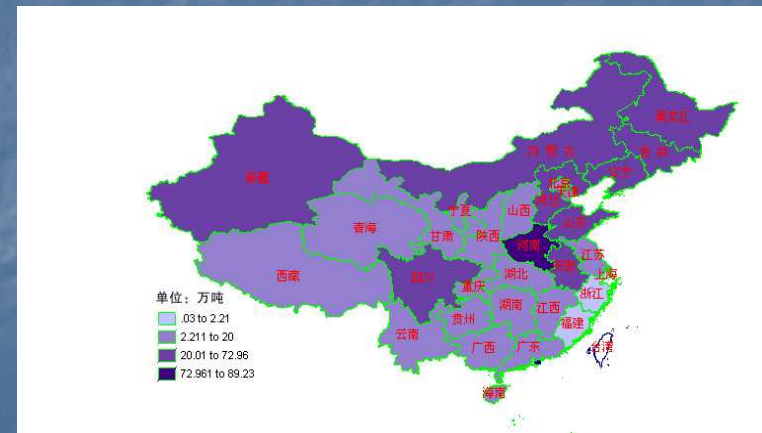 黑龙江
内 蒙 古
吉 林
新疆
辽宁
北京
天津
河北
宁夏
山西
山东
青海
甘肃
陕西
河南
江苏
西藏
四川
安徽
上海
重庆
湖北
浙江
单位：万吨
.03 to 2.21
2.211 to 20
20.01 to 72.96
72.961 to 89.23
贵州
湖南
江西
福建
云南
广西
广东
台湾
海南